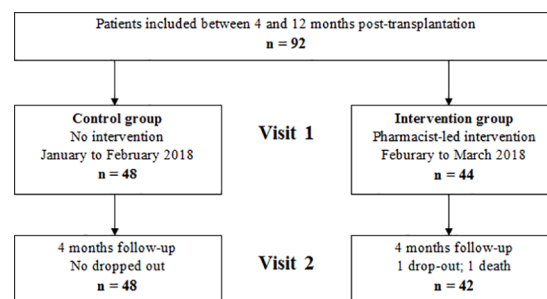 Patients included between 4 and 12 months post-transplantation
n = 92
Control group
No intervention
January to February 2018
n = 48
Visit 1
Intervention group
Pharmacist-led intervention
Feburary to March 2018
n = 44
4 months follow-up
No dropped out
n = 48
Visit 2
4 months follow-up
1 drop-out; 1 death
n = 42